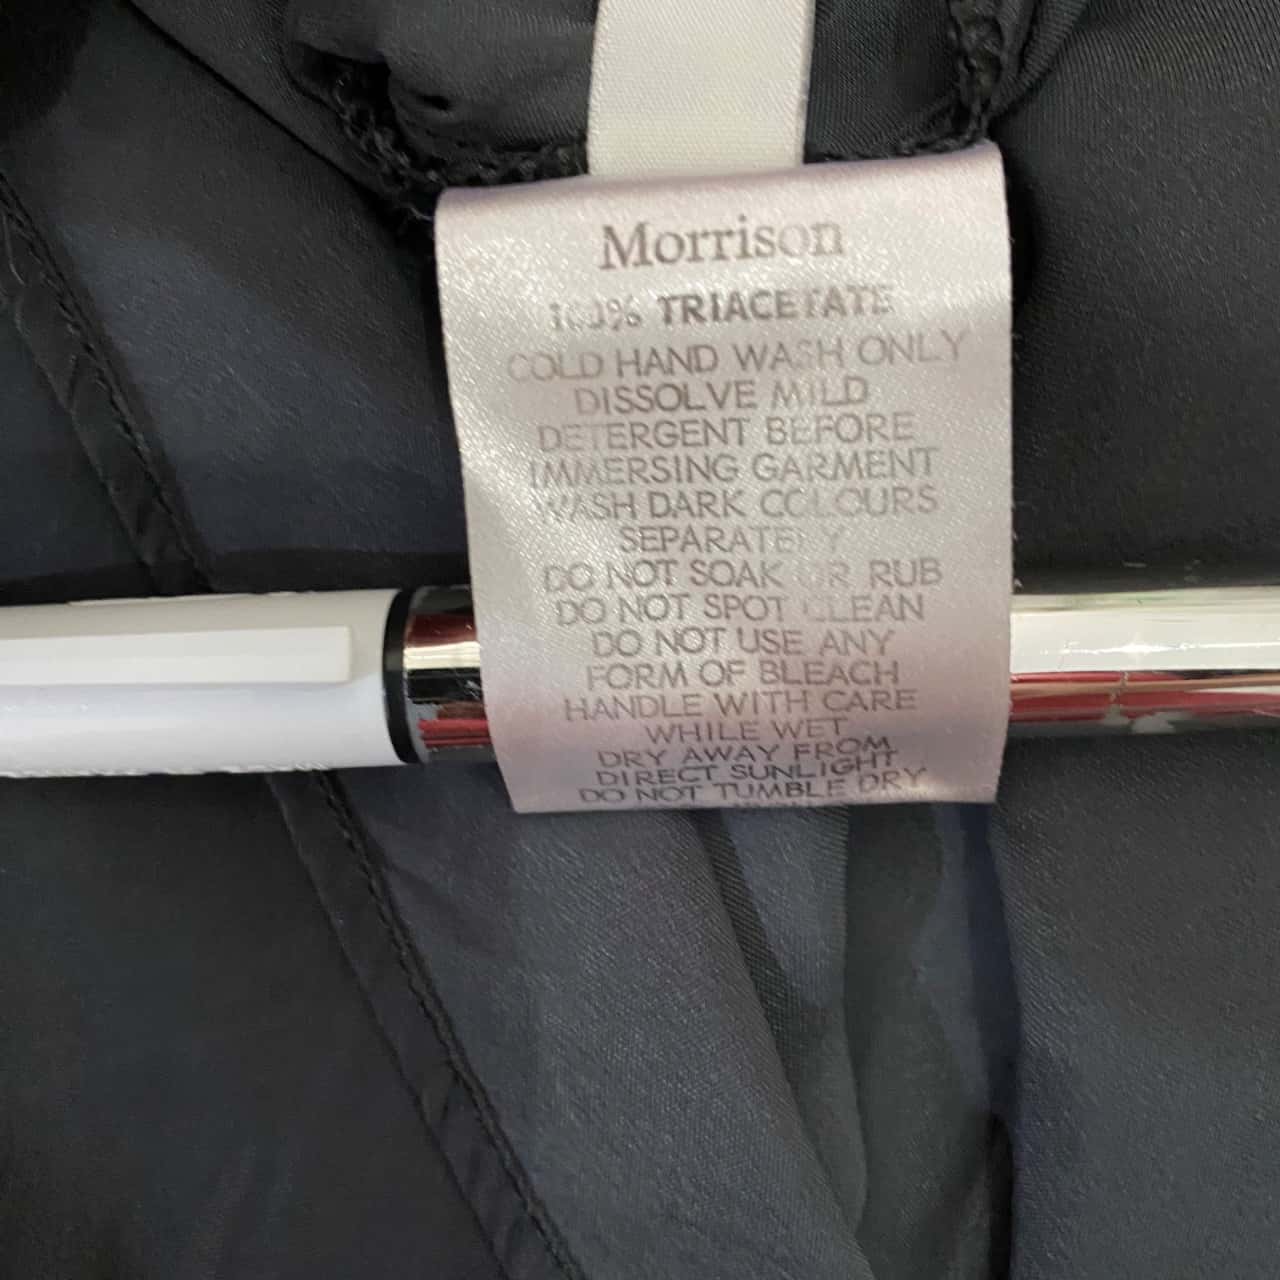 Morrison
100% TRIACETATE
COLD HAND WASH ONLY
DISSOLVE MILD
DETERGENT BEFORE
IMMERSING GARMENT
WASH DARK COLOURS
SEPARATELY
DO NOT SOAK OR RUB
DO NOT SPOT CLEAN
DO NOT USE ANY
FORM OF BLEACH
HANDLE WITH CARE
WHILE WET
DRY AWAY FROM
DIRECT SUNLIGHT
DO NOT TUMBLE DRY